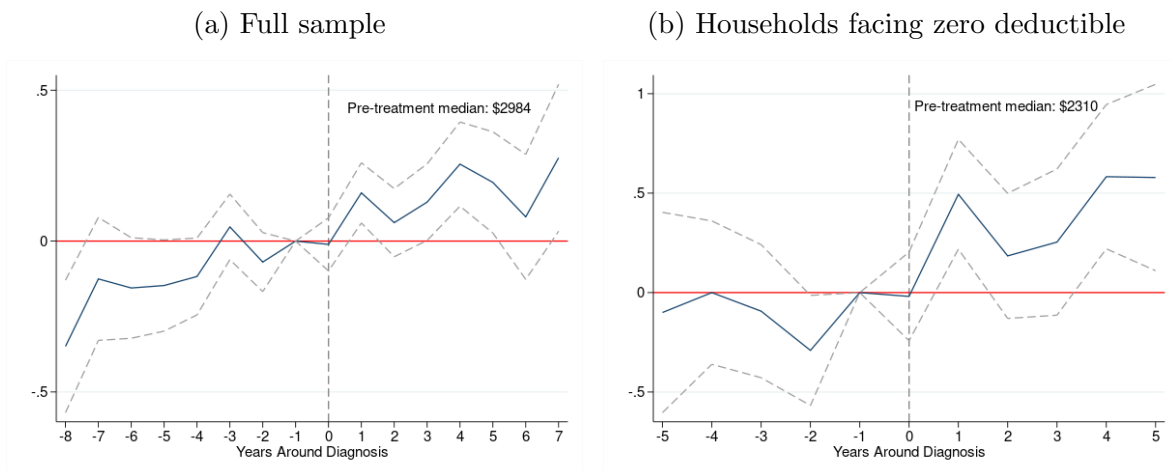 (a) Full sample
(b) Households facing zero deductible
Pre-treatment median: $2984
.5
0
-.5
-8 -7 -6 -5 -4 -3 -2 -1 0 1 2 3 4 5 6 7
Years Around Diagnosis
Pre-treatment median: $2310
1
.5
0
-.5
-5 -4 -3 -2 -1 0 1 2 3 4 5
Years Around Diagnosis